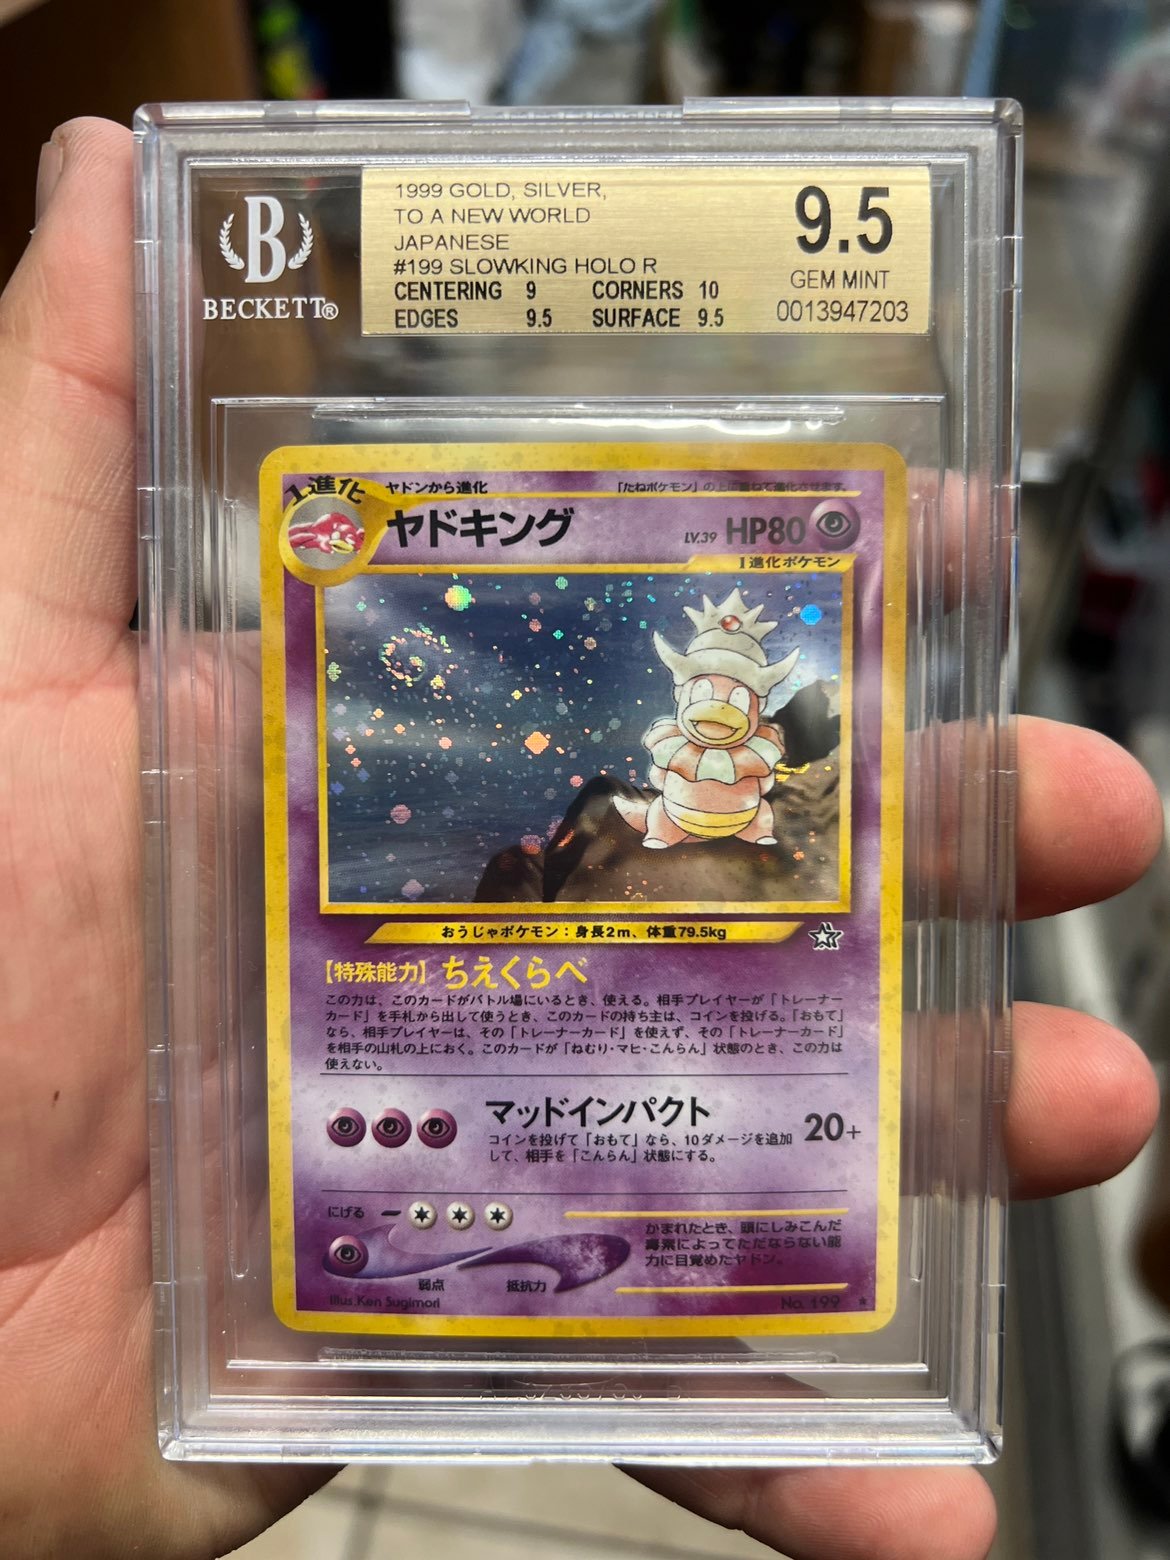 B
BECKETT®
1999 GOLD, SILVER,
TO A NEW WORLD
JAPANESE
#199 SLOWKING HOLO R
CENTERING 9 CORNERS 10
EDGES 9.5 SURFACE 9.5
9.5
GEM MINT
0013947203
1進化
ヤドンから進化 「たねポケモン」の上に重ねて進化させます。
ヤドキング LV.39 HP80
1進化ポケモン
おうじゃポケモン：身長2m、体重79.5kg
【特殊能力】ちえくらべ
この力は、このカードがバトル場にいるとき、使える。相手プレイヤーが「トレーナー
カード」を手札から出して使うとき、このカードの持ち主は、コインを投げる。「おもて」
なら、相手プレイヤーは、その「トレーナーカード」を使えず、その「トレーナーカード」
を相手の山札の上におく。このカードが「ねむり・マヒ・こんらん」状態のとき、この力は
使えない。
マッドインパクト 20+
コインを投げて「おもて」なら、10ダメージを追加
して、相手を「こんらん」状態にする。
にげる
かまれたとき、頭にしみこんだ
毒素によってただならない能
力に目覚めたヤドン。
弱点 抵抗力
Illus.Ken Sugimori No. 199 ★